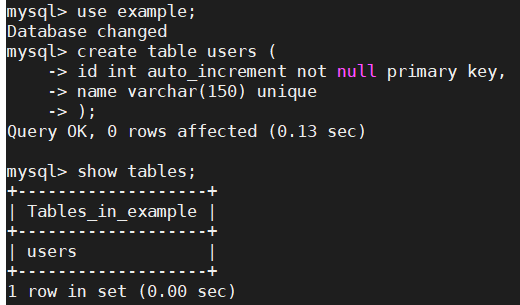 mysql> use example;
Database changed
mysql> create table users (
    -> id int auto_increment not null primary key,
    -> name varchar(150) unique
    -> );
Query OK, 0 rows affected (0.13 sec)

mysql> show tables;
+-------------------+
| Tables_in_example |
+-------------------+
| users             |
+-------------------+
1 row in set (0.00 sec)